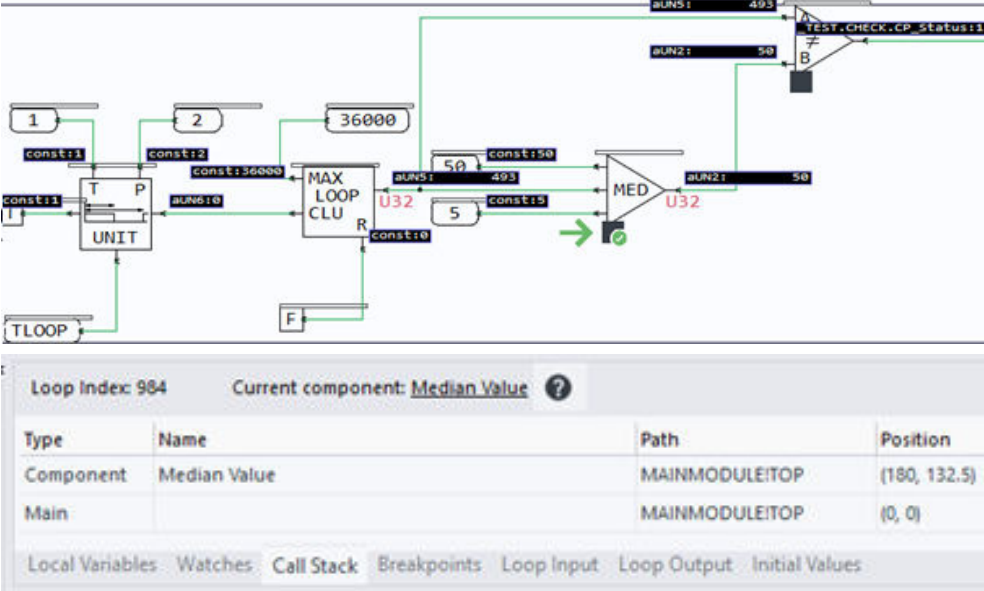 aUN5: 493
A
TEST.CHECK.CP_Status:1
≠
aUN2: 50
B
1
2
36000
const:1
const:2
const:50
50
const:36000
MAX
aUN5: 493
aUN2: 50
T P
LOOP
MED
const:1
aUN6:0
CLU
U32
const:5
U32
5
UNIT
R
const:0
F
TLOOP
Loop Index: 984 Current component: Median Value ?
Type Name Path Position
Component Median Value MAINMODULE!TOP (180, 132.5)
Main MAINMODULE!TOP (0, 0)
Local Variables Watches Call Stack Breakpoints Loop Input Loop Output Initial Values